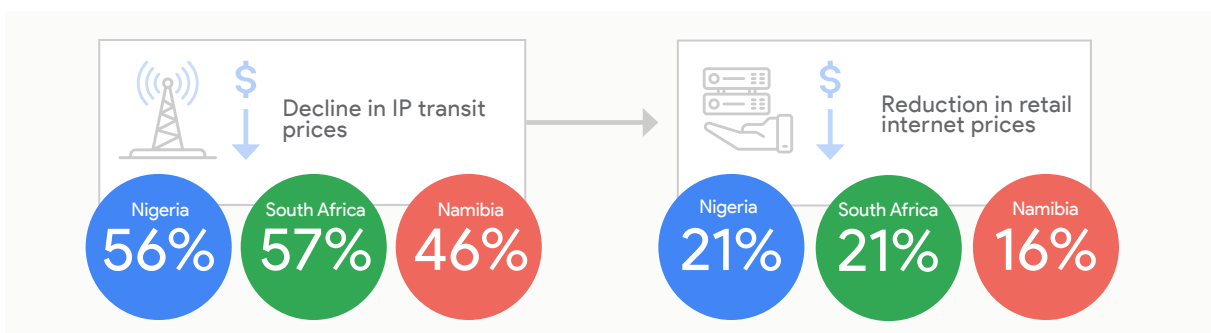 $
Decline in IP transit
prices
Nigeria
56%
South Africa
57%
Namibia
46%
$
Reduction in retail
internet prices
Nigeria
21%
South Africa
21%
Namibia
16%